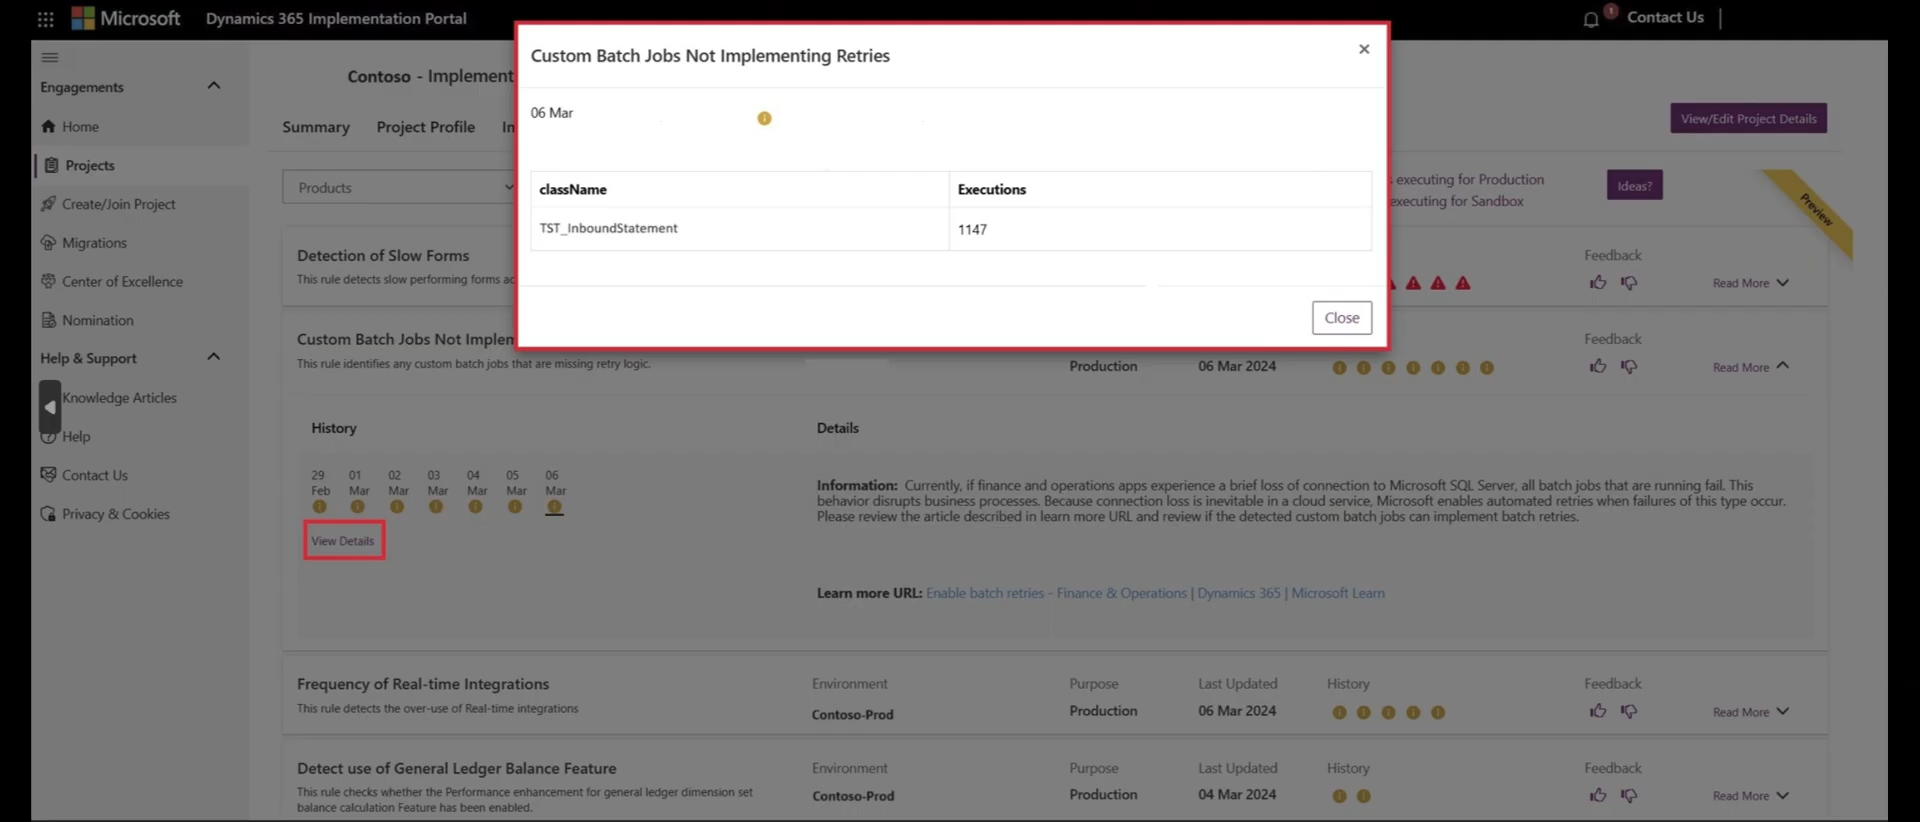 Microsoft
Dynamics 365 Implementation Portal
1
Contact Us
Engagements
Home
Projects
Create/Join Project
Migrations
Center of Excellence
Nomination
Help & Support
Knowledge Articles
Help
Contact Us
Privacy & Cookies
Contoso - Implement
View/Edit Project Details
Summary
Project Profile
In
Products
executing for Production
executing for Sandbox
Ideas?
Preview
Custom Batch Jobs Not Implementing Retries
06 Mar
className
Executions
TST_InboundStatement
1147
Close
Detection of Slow Forms
This rule detects slow performing forms
Feedback
Read More
Custom Batch Jobs Not Implem
This rule identifies any custom batch jobs that are missing retry logic.
Production
06 Mar 2024
Feedback
Read More
History
29 Feb
01 Mar
02 Mar
03 Mar
04 Mar
05 Mar
06 Mar
View Details
Details
Information: Currently, if finance and operations apps experience a brief loss of connection to Microsoft SQL Server, all batch jobs that are running fail. This
behavior disrupts business processes. Because connection loss is inevitable in a cloud service, Microsoft enables automated retries when failures of this type occur.
Please review the article described in learn more URL and review if the detected custom batch jobs can implement batch retries.
Learn more URL: Enable batch retries - Finance & Operations | Dynamics 365 | Microsoft Learn
Frequency of Real-time Integrations
This rule detects the over-use of Real-time integrations
Environment
Contoso-Prod
Purpose
Production
Last Updated
06 Mar 2024
History
Feedback
Read More
Detect use of General Ledger Balance Feature
This rule checks whether the Performance enhancement for general ledger dimension set
balance calculation Feature has been enabled.
Environment
Contoso-Prod
Purpose
Production
Last Updated
04 Mar 2024
History
Feedback
Read More